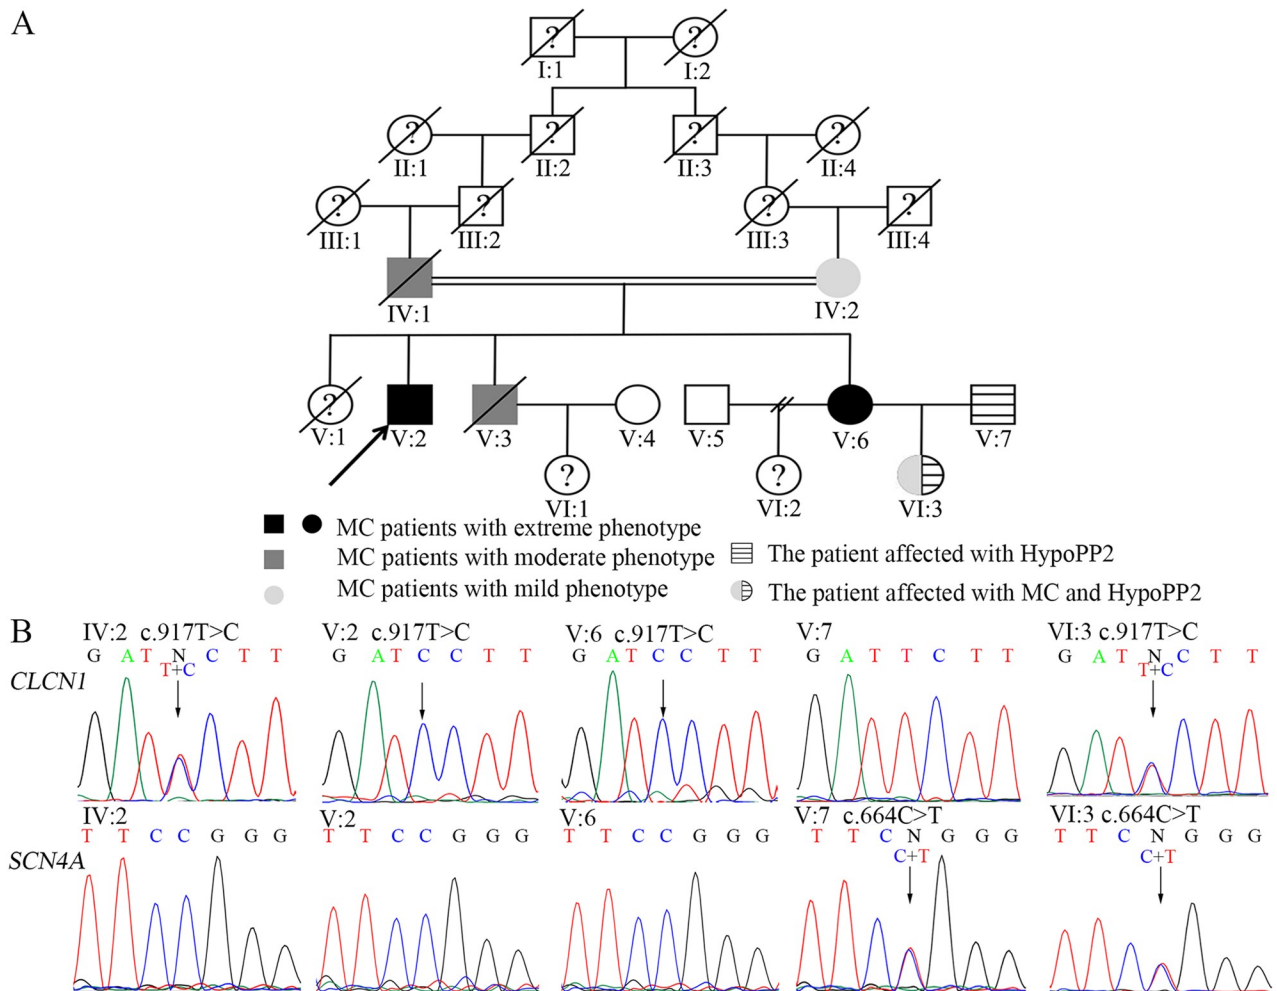 A
? ?
I:1 I:2
? ? ? ?
II:1 II:2 II:3 II:4
? ? ? ?
III:1 III:2 III:3 III:4
IV:1 IV:2
?
V:1 V:2 V:3 V:4 V:5 V:6 V:7
? ?
VI:1 VI:2 VI:3
MC patients with extreme phenotype
MC patients with moderate phenotype
MC patients with mild phenotype
The patient affected with HypoPP2
The patient affected with MC and HypoPP2
B
IV:2 c.917T>C V:2 c.917T>C V:6 c.917T>C V:7 VI:3 c.917T>C
G A T N C T T G A T C C T T G A T C C T T G A T T C T T G A T N C T T
T+C T+C
CLCN1
IV:2 V:2 V:6 V:7 c.664C>T VI:3 c.664C>T
T T C C G G G T T C C G G G T T C C G G G T T C N G G G T T C N G G G
C+T C+T
SCN4A